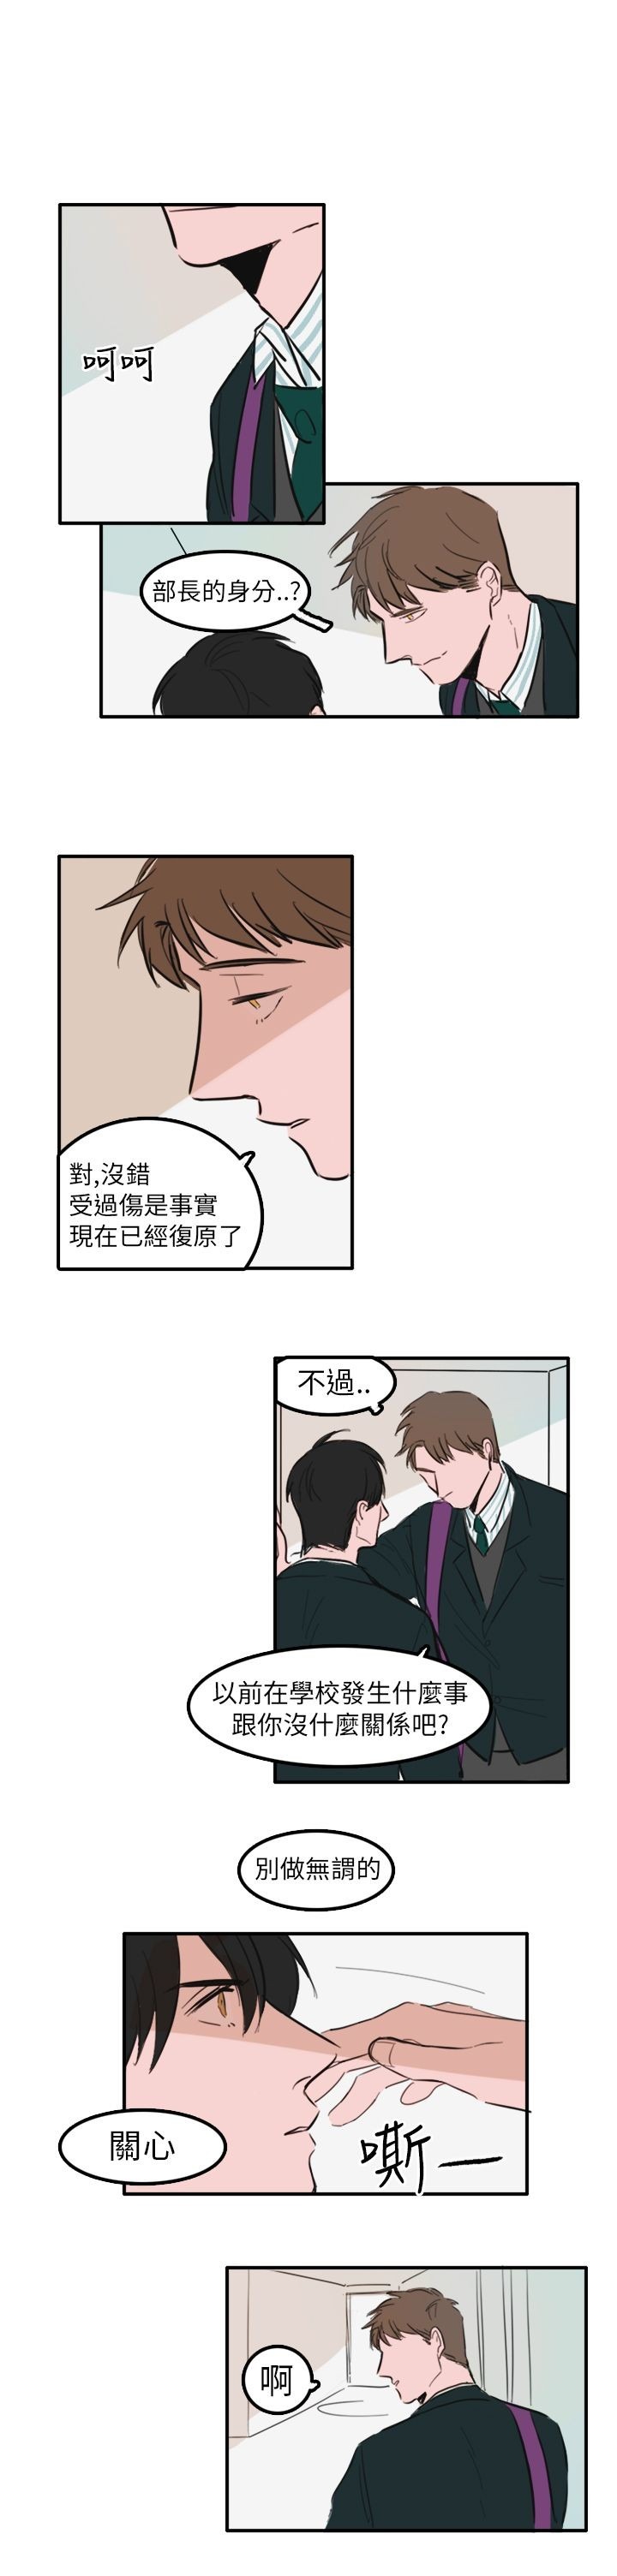 呵呵
部長的身分..?
對,沒錯
受過傷是事實
現在已經復原了
不過..
以前在學校發生什麼事
跟你沒什麼關係吧?
別做無謂的
關心
嘶一
啊